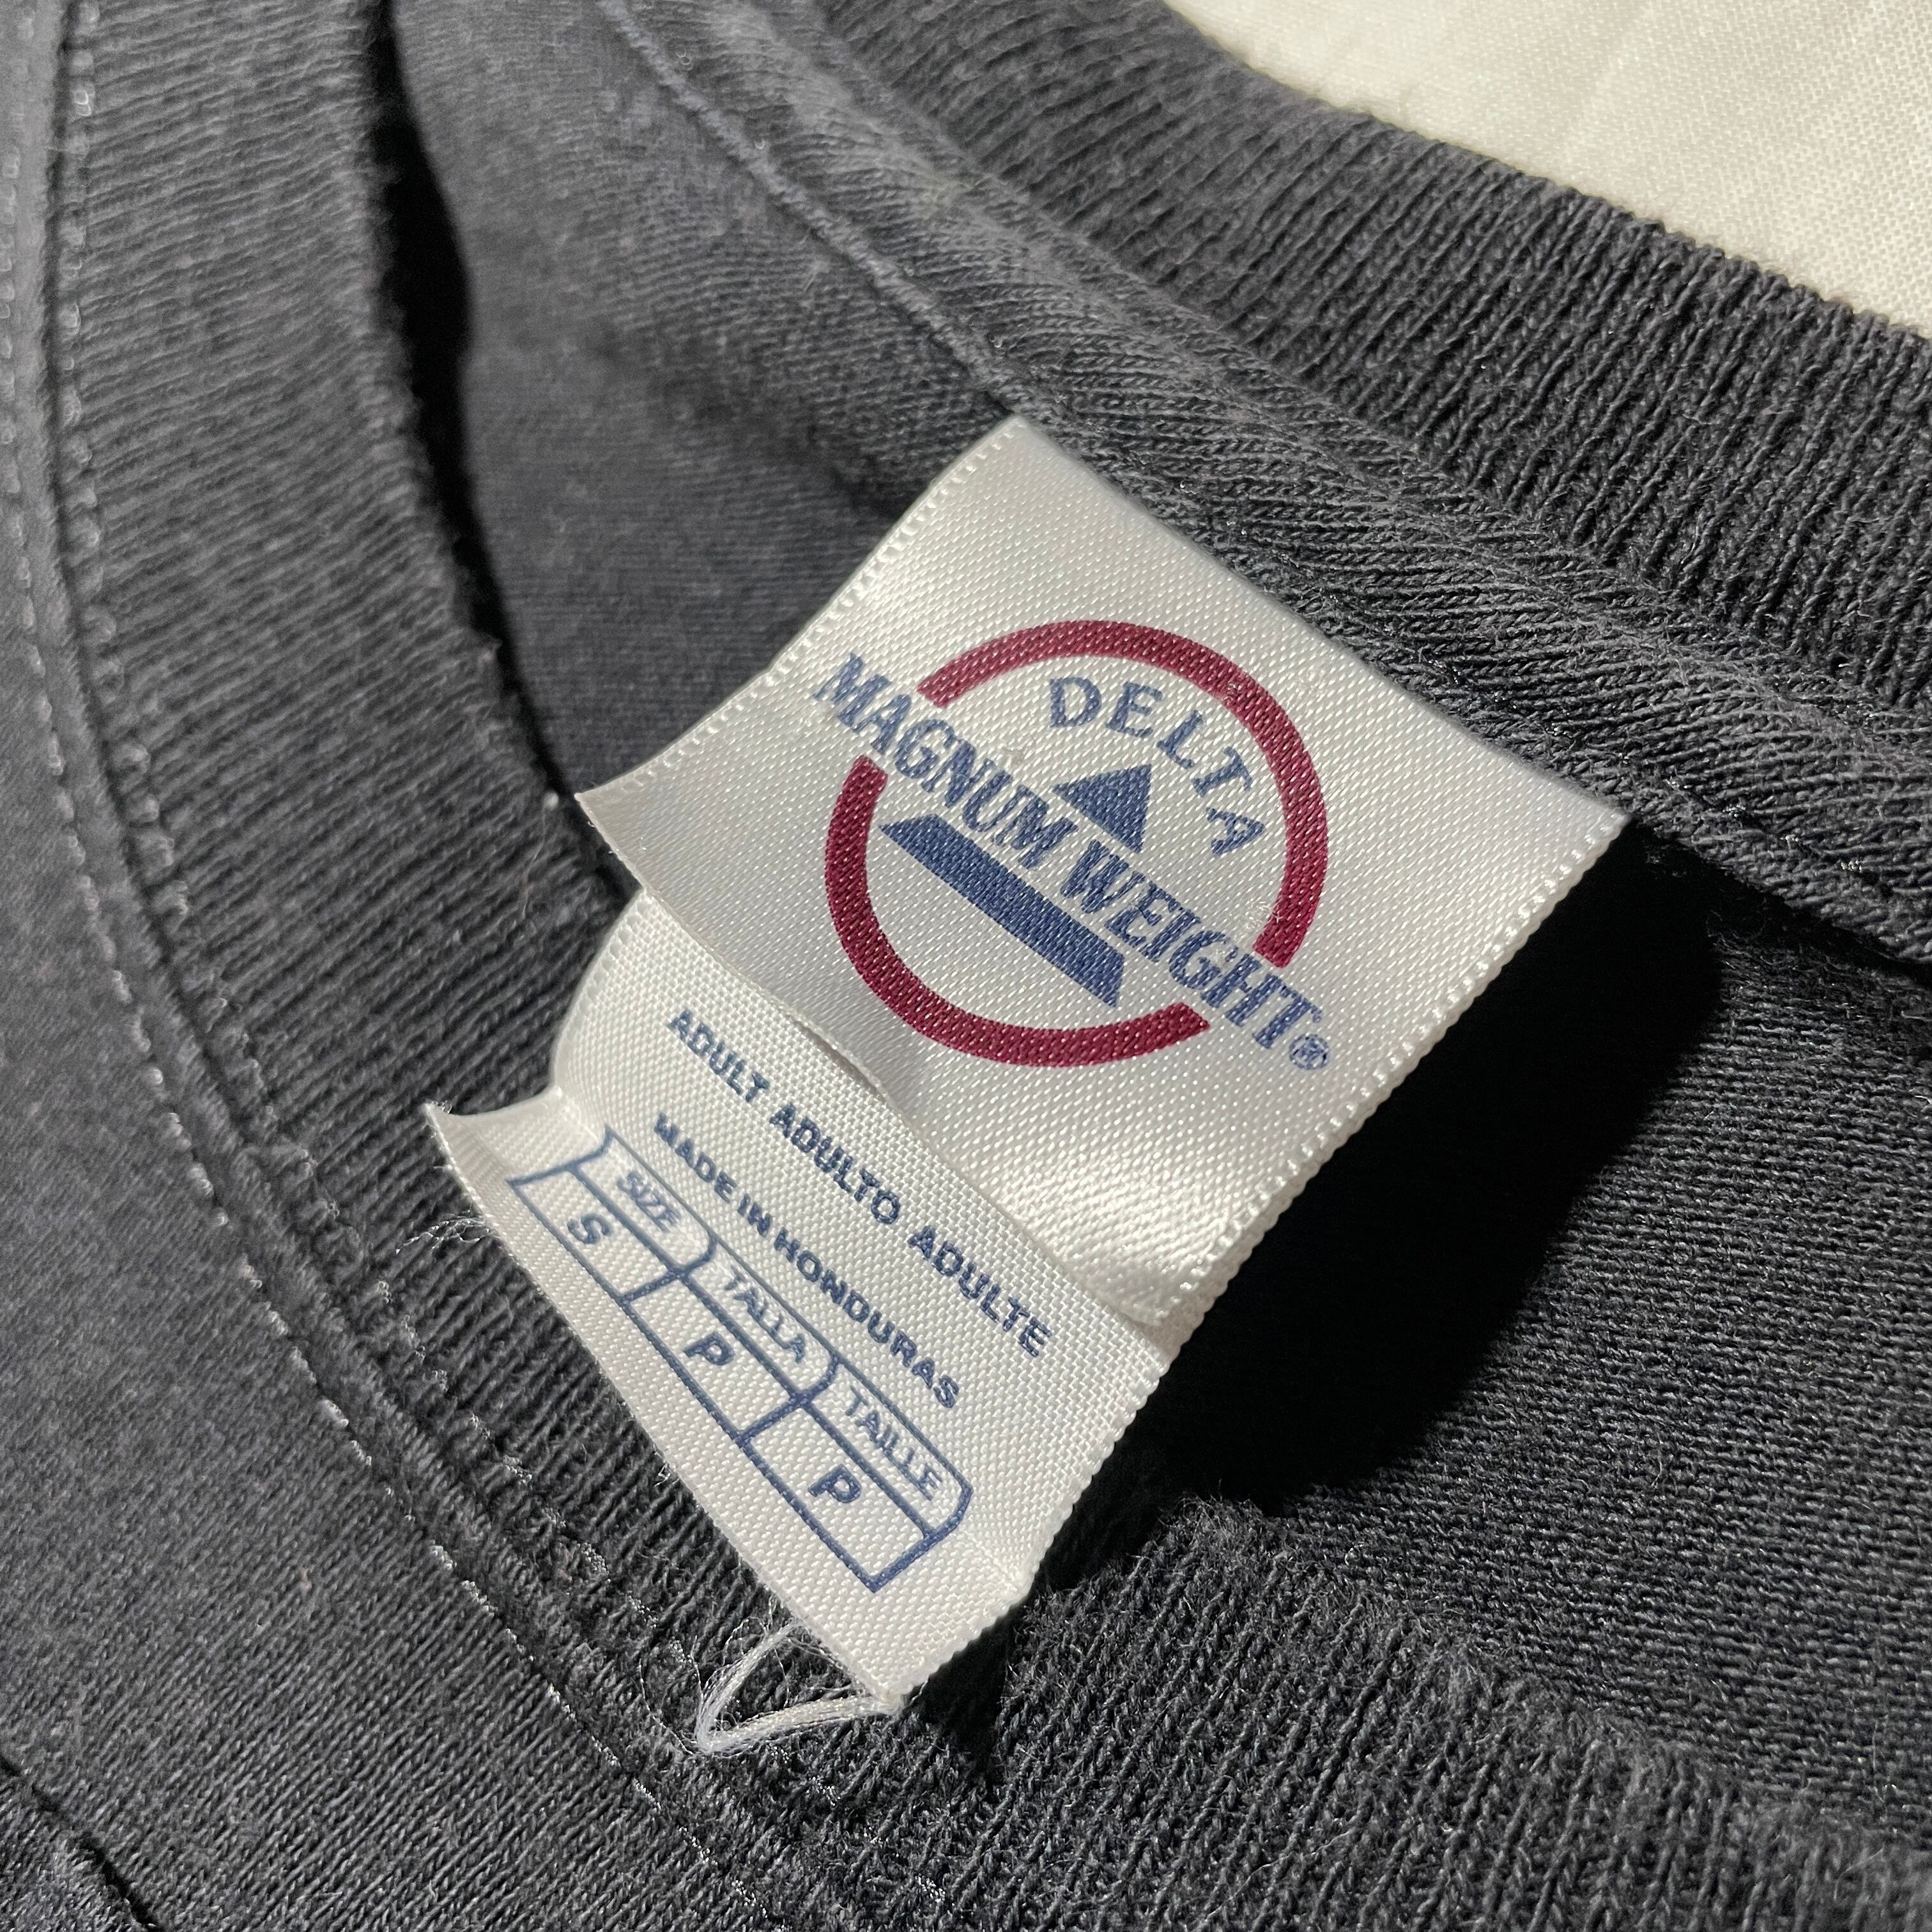 DELTA
MAGNUM WEIGHT®
ADULT ADULTO ADULTE
MADE IN HONDURAS
SIZE TALLA TAILLE
S P P